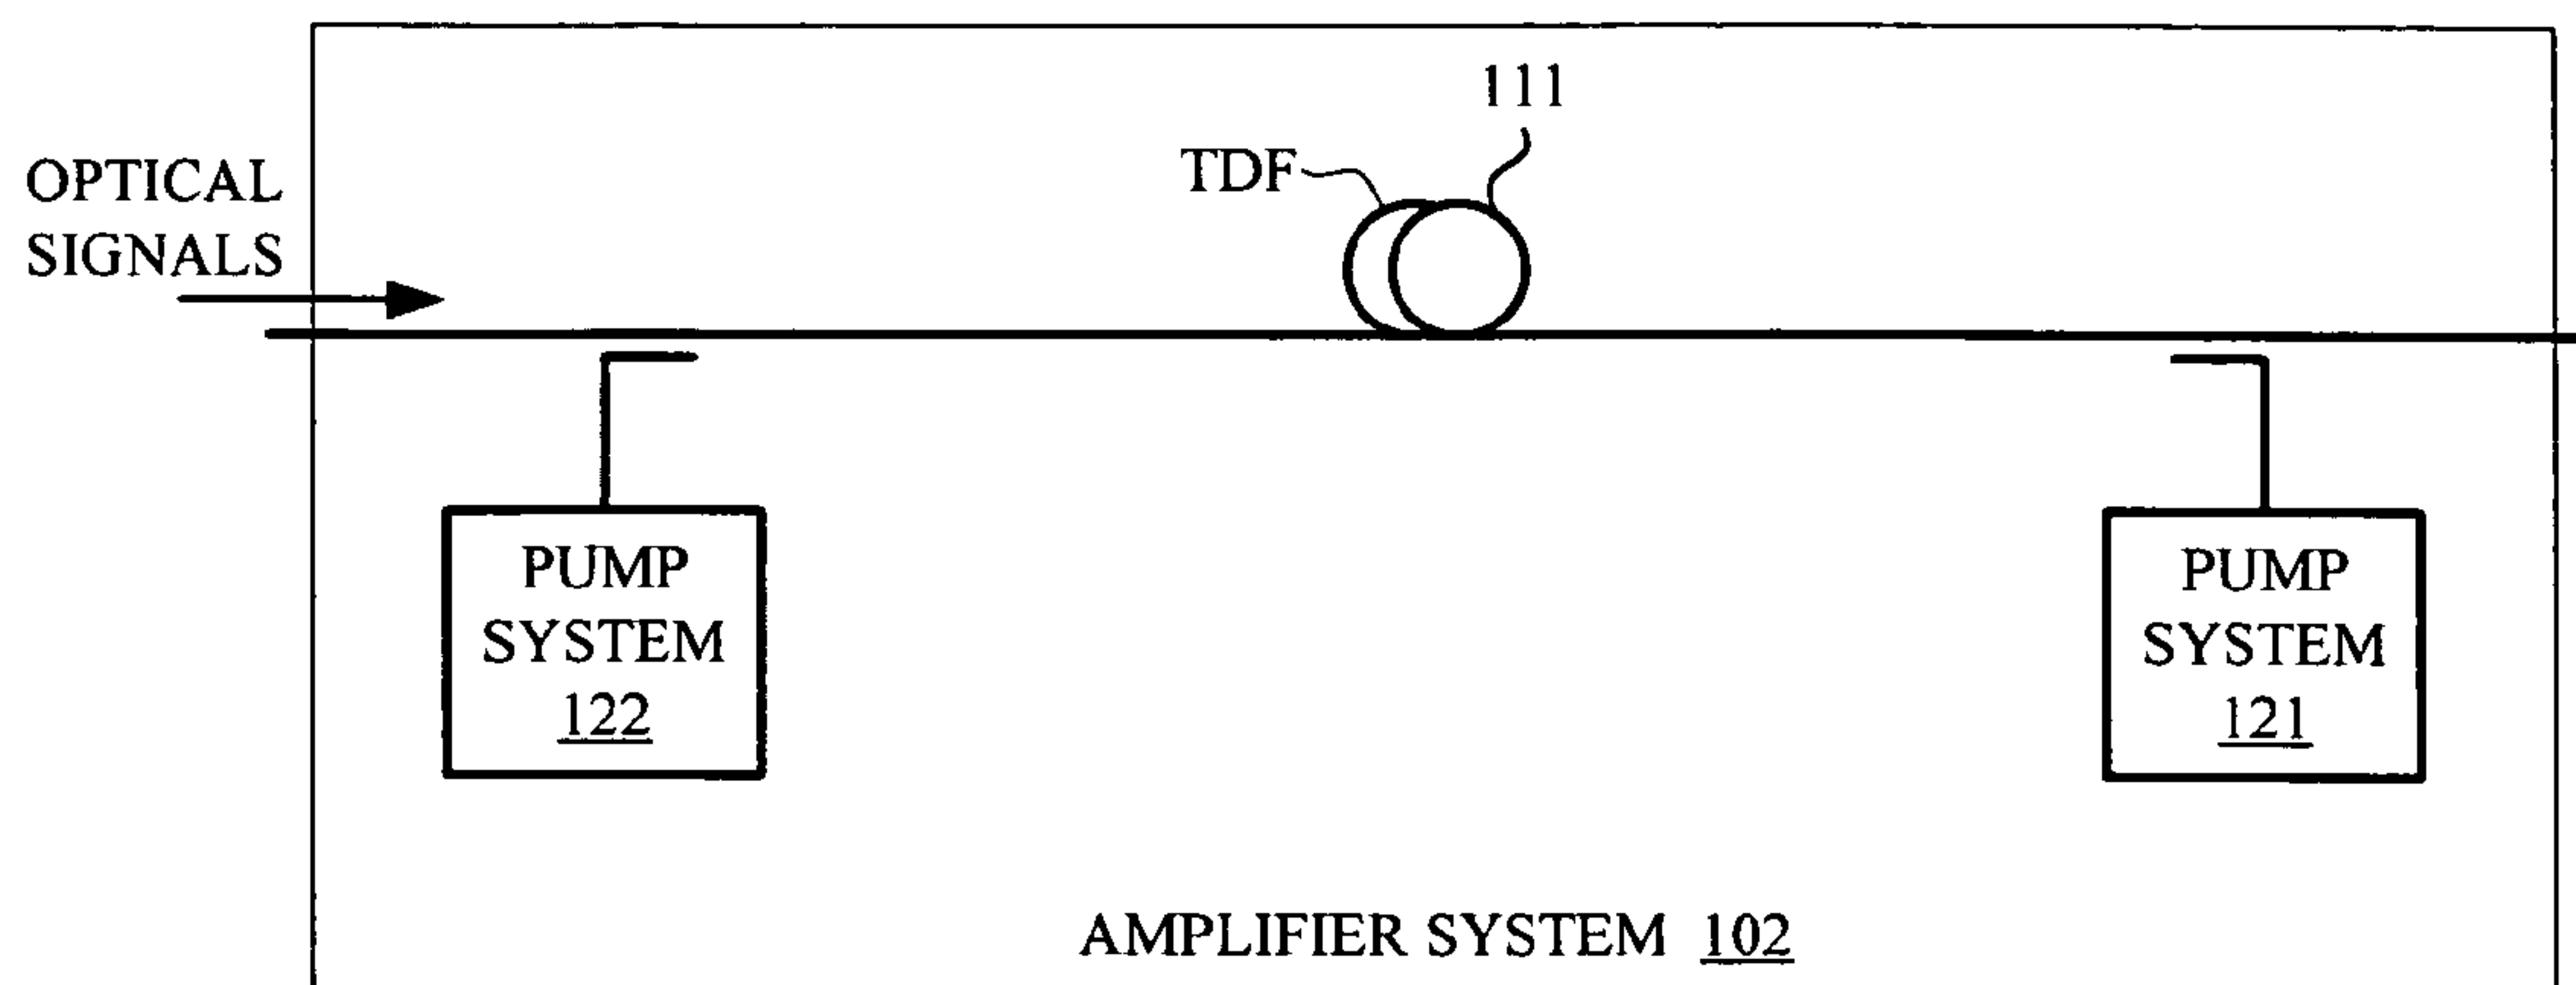 111
TDF
OPTICAL
SIGNALS
PUMP
SYSTEM
122
PUMP
SYSTEM
121
AMPLIFIER SYSTEM 102